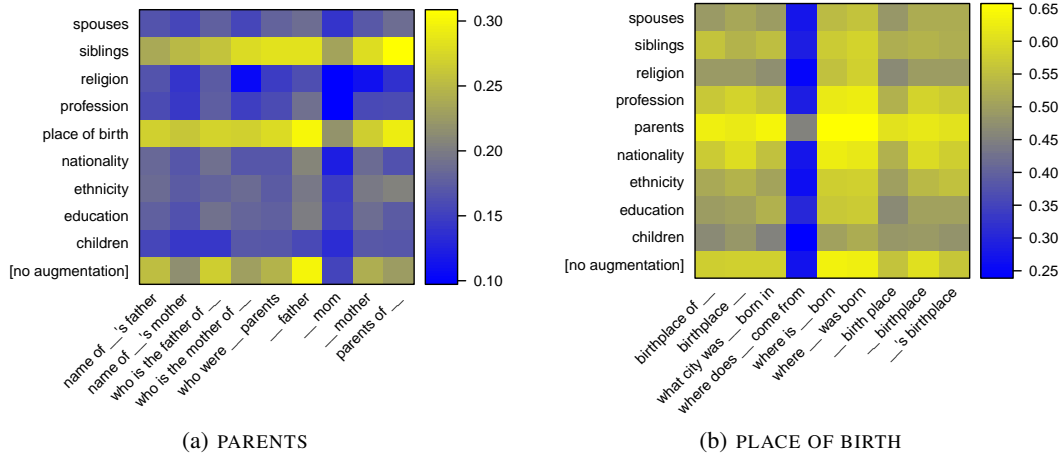 spouses
siblings
religion
profession
place of birth
nationality
ethnicity
education
children
[no augmentation]
name of __'s father
name of __'s mother
who is the father of __
who is the mother of __
who were __ parents
__ father
__ mom
__ mother
parents of __
0.30
0.25
0.20
0.15
0.10
(a) PARENTS
spouses
siblings
religion
profession
parents
nationality
ethnicity
education
children
[no augmentation]
birthplace of __
birthplace __
what city was __ born in
where does __ come from
where is __ born
where __ was born
__ birth place
__ birthplace
__'s birthplace
0.65
0.60
0.55
0.50
0.45
0.40
0.35
0.30
0.25
(b) PLACE OF BIRTH